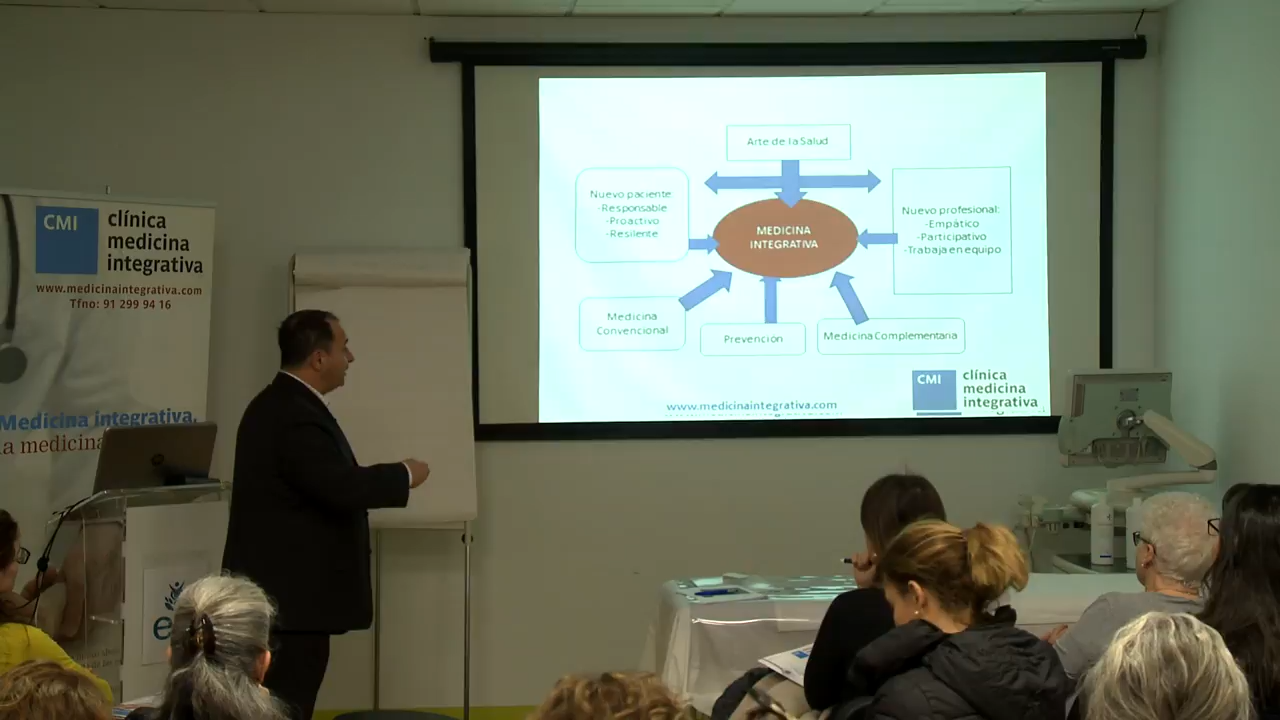 CMI
clínica
medicina
integrativa
www.medicinaintegrativa.com
Tfno: 91 299 94 16
Medicina integrativa,
la medicina
Arte de la Salud
Nuevo paciente
-Responsable
-Proactivo
-Resilente
MEDICINA
INTEGRATIVA
Nuevo profesional:
-Empático
-Participativo
-Trabaja en equipo
Medicina
Convencional
Prevención
Medicina Complementaria
www.medicinaintegrativa.com
CMI
clínica
medicina
integrativa